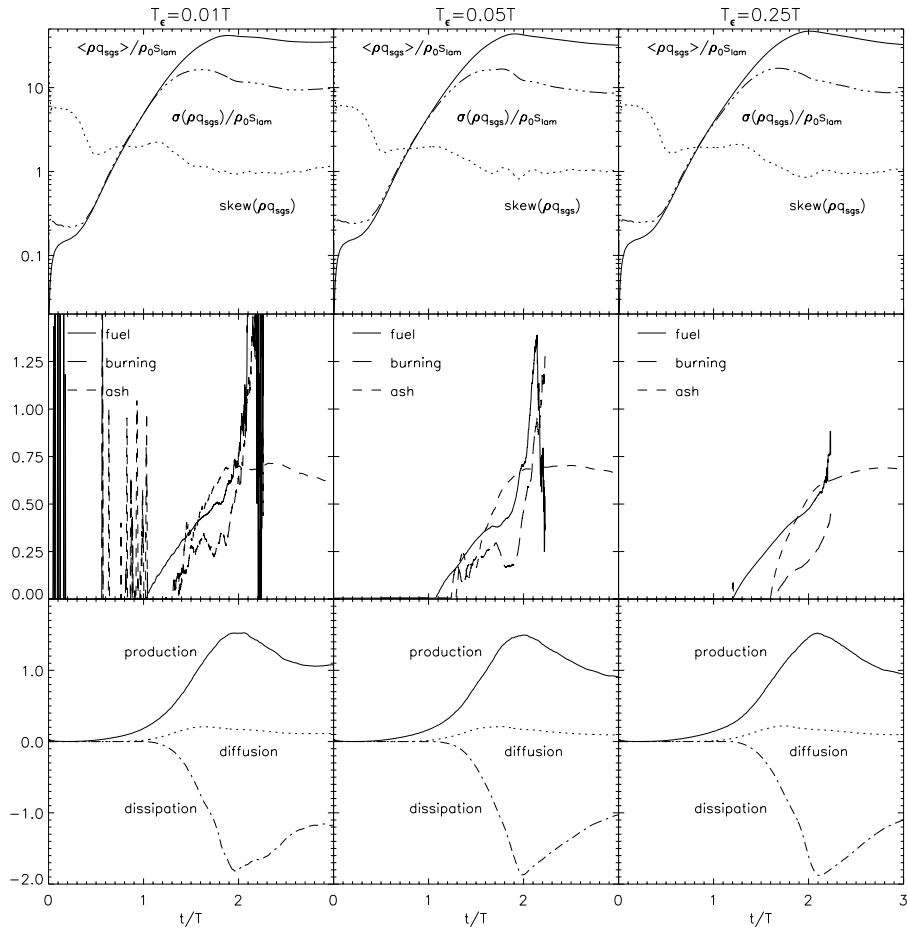 T_ϵ=0.01T T_ϵ=0.05T T_ϵ=0.25T
<ρq_sgs>/ρ_0s_lam <ρq_sgs>/ρ_0s_lam <ρq_sgs>/ρ_0s_lam
10
σ(ρq_sgs)/ρ_0s_lam σ(ρq_sgs)/ρ_0s_lam σ(ρq_sgs)/ρ_0s_lam
1
skew(ρq_sgs) skew(ρq_sgs) skew(ρq_sgs)
0.1
fuel fuel fuel
1.25
burning burning burning
1.00
ash ash ash
0.75
0.50
0.25
0.00
1.0
production production production
0.0
diffusion diffusion diffusion
dissipation dissipation dissipation
-1.0
-2.0
0 1 2 0 1 2 0 1 2 3
t/T t/T t/T